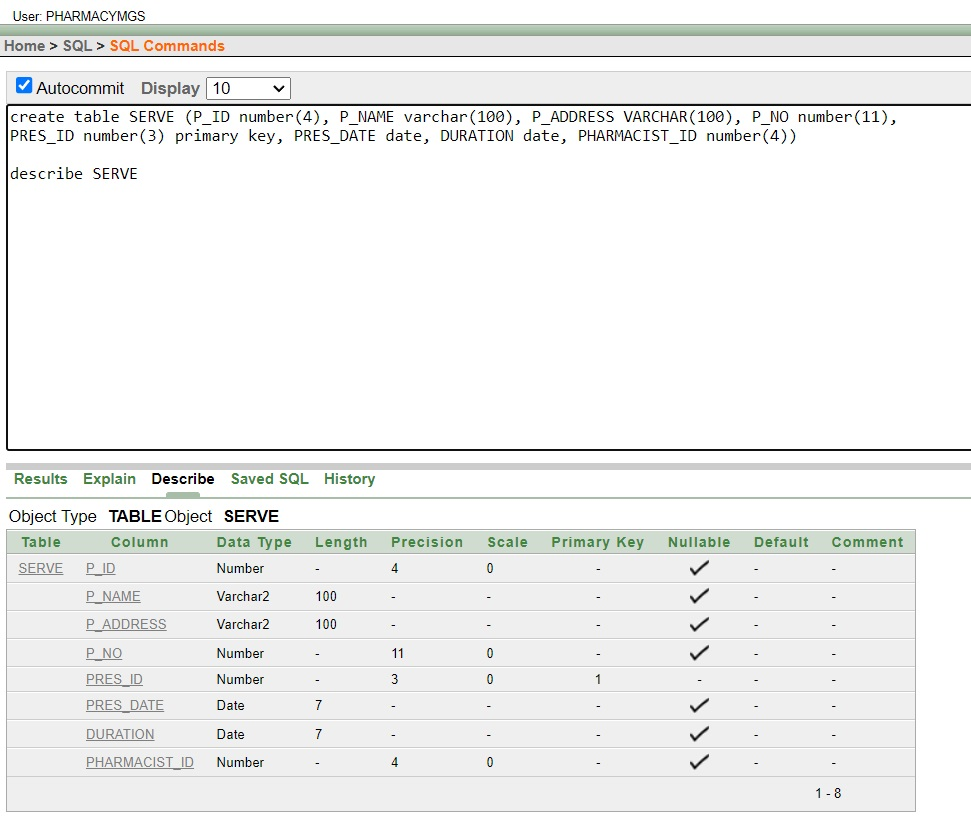 User: PHARMACYMGS
Home > SQL > SQL Commands
Autocommit Display 10
create table SERVE (P_ID number(4), P_NAME varchar(100), P_ADDRESS VARCHAR(100), P_NO number(11),
PRES_ID number(3) primary key, PRES_DATE date, DURATION date, PHARMACIST_ID number(4))
describe SERVE
Results Explain Describe Saved SQL History
Object Type TABLE Object SERVE
Table Column Data Type Length Precision Scale Primary Key Nullable Default Comment
SERVE P_ID Number - 4 0 - ✓ - -
P_NAME Varchar2 100 - - - ✓ - -
P_ADDRESS Varchar2 100 - - - ✓ - -
P_NO Number - 11 0 - ✓ - -
PRES_ID Number - 3 0 1 - - -
PRES_DATE Date 7 - - - ✓ - -
DURATION Date 7 - - - ✓ - -
PHARMACIST_ID Number - 4 0 - ✓ - -
1 - 8